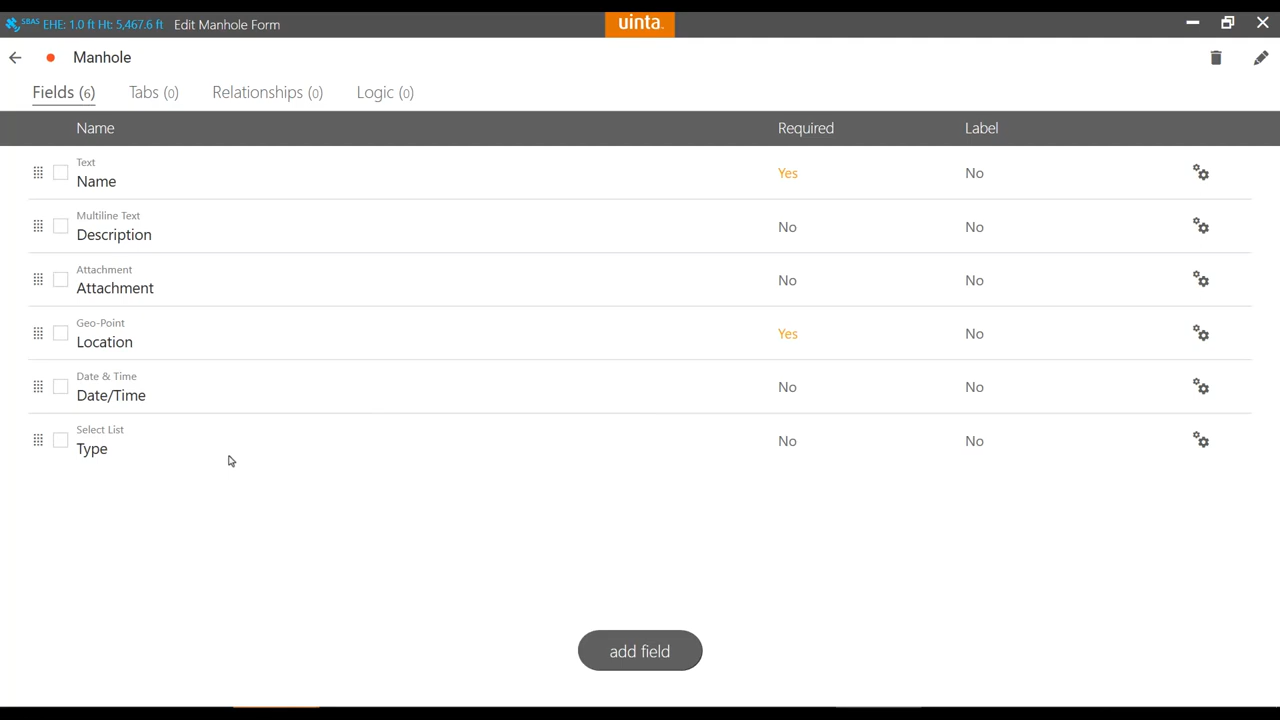 SBAS EHE: 1.0 ft Ht: 5,467.6 ft Edit Manhole Form
uinta.
Manhole
Fields (6) Tabs (0) Relationships (0) Logic (0)
Name Required Label
Text
Name Yes No
Multiline Text
Description No No
Attachment
Attachment No No
Geo-Point
Location Yes No
Date & Time
Date/Time No No
Select List
Type No No
add field